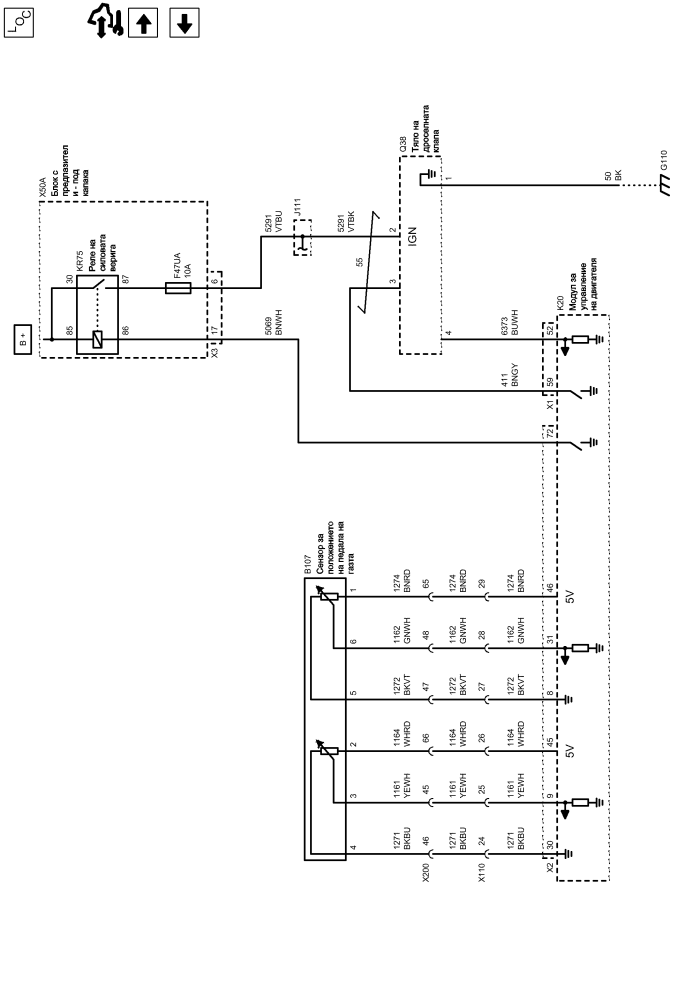 LOC
B +
X50A
Блок с
предпазител
и - под
капака
KR75
Реле на
силовата
верига
30
87
85
86
F47UA
10A
6
17
X3
5291
VTBU
5069
BNWH
J111
5291
VTBK
55
Q38
Тяло на
дроселната
клапа
1
2
IGN
3
4
50
BK
G110
6373
BUWH
411
BNGY
K20
Модул за
управление
на двигателя
52
59
X1
72
B107
Сензор за
положението
на педала на
газта
1
1274
BNRD
65
1274
BNRD
29
1274
BNRD
46
5V
6
1162
GNWH
48
1162
GNWH
28
1162
GNWH
31
5
1272
BKVT
47
1272
BKVT
27
1272
BKVT
8
2
1164
WHRD
66
1164
WHRD
26
1164
WHRD
45
5V
3
1161
YEWH
45
1161
YEWH
25
1161
YEWH
9
4
1271
BKBU
46
1271
BKBU
24
1271
BKBU
30
X200
X110
X2